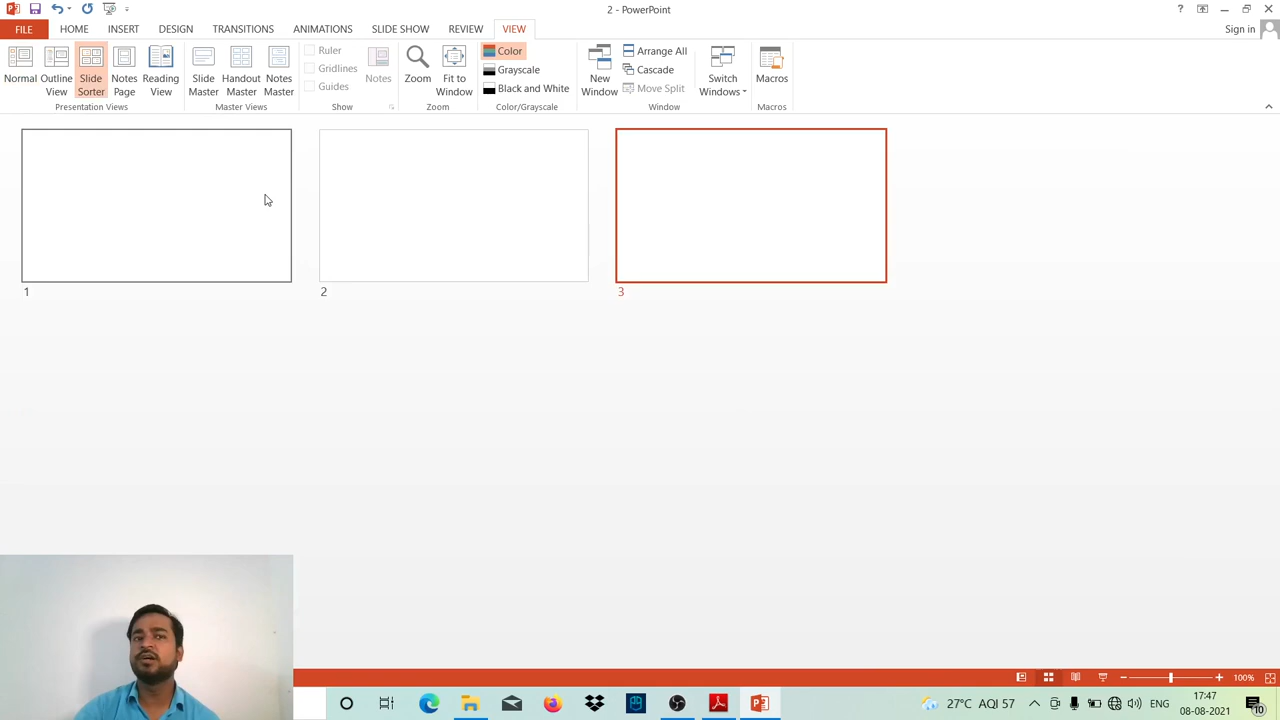 2 - PowerPoint
?
Sign in
FILE HOME INSERT DESIGN TRANSITIONS ANIMATIONS SLIDE SHOW REVIEW VIEW
Normal
Outline View
Slide Sorter
Notes Page
Reading View
Presentation Views
Slide Master
Handout Master
Notes Master
Master Views
Ruler
Gridlines
Guides
Show
Notes
Zoom
Fit to Window
Zoom
Color
Grayscale
Black and White
Color/Grayscale
New Window
Arrange All
Cascade
Move Split
Switch Windows
Window
Macros
Macros
1
2
3
100%
27°C AQI 57
ENG
17:47
08-08-2021
10